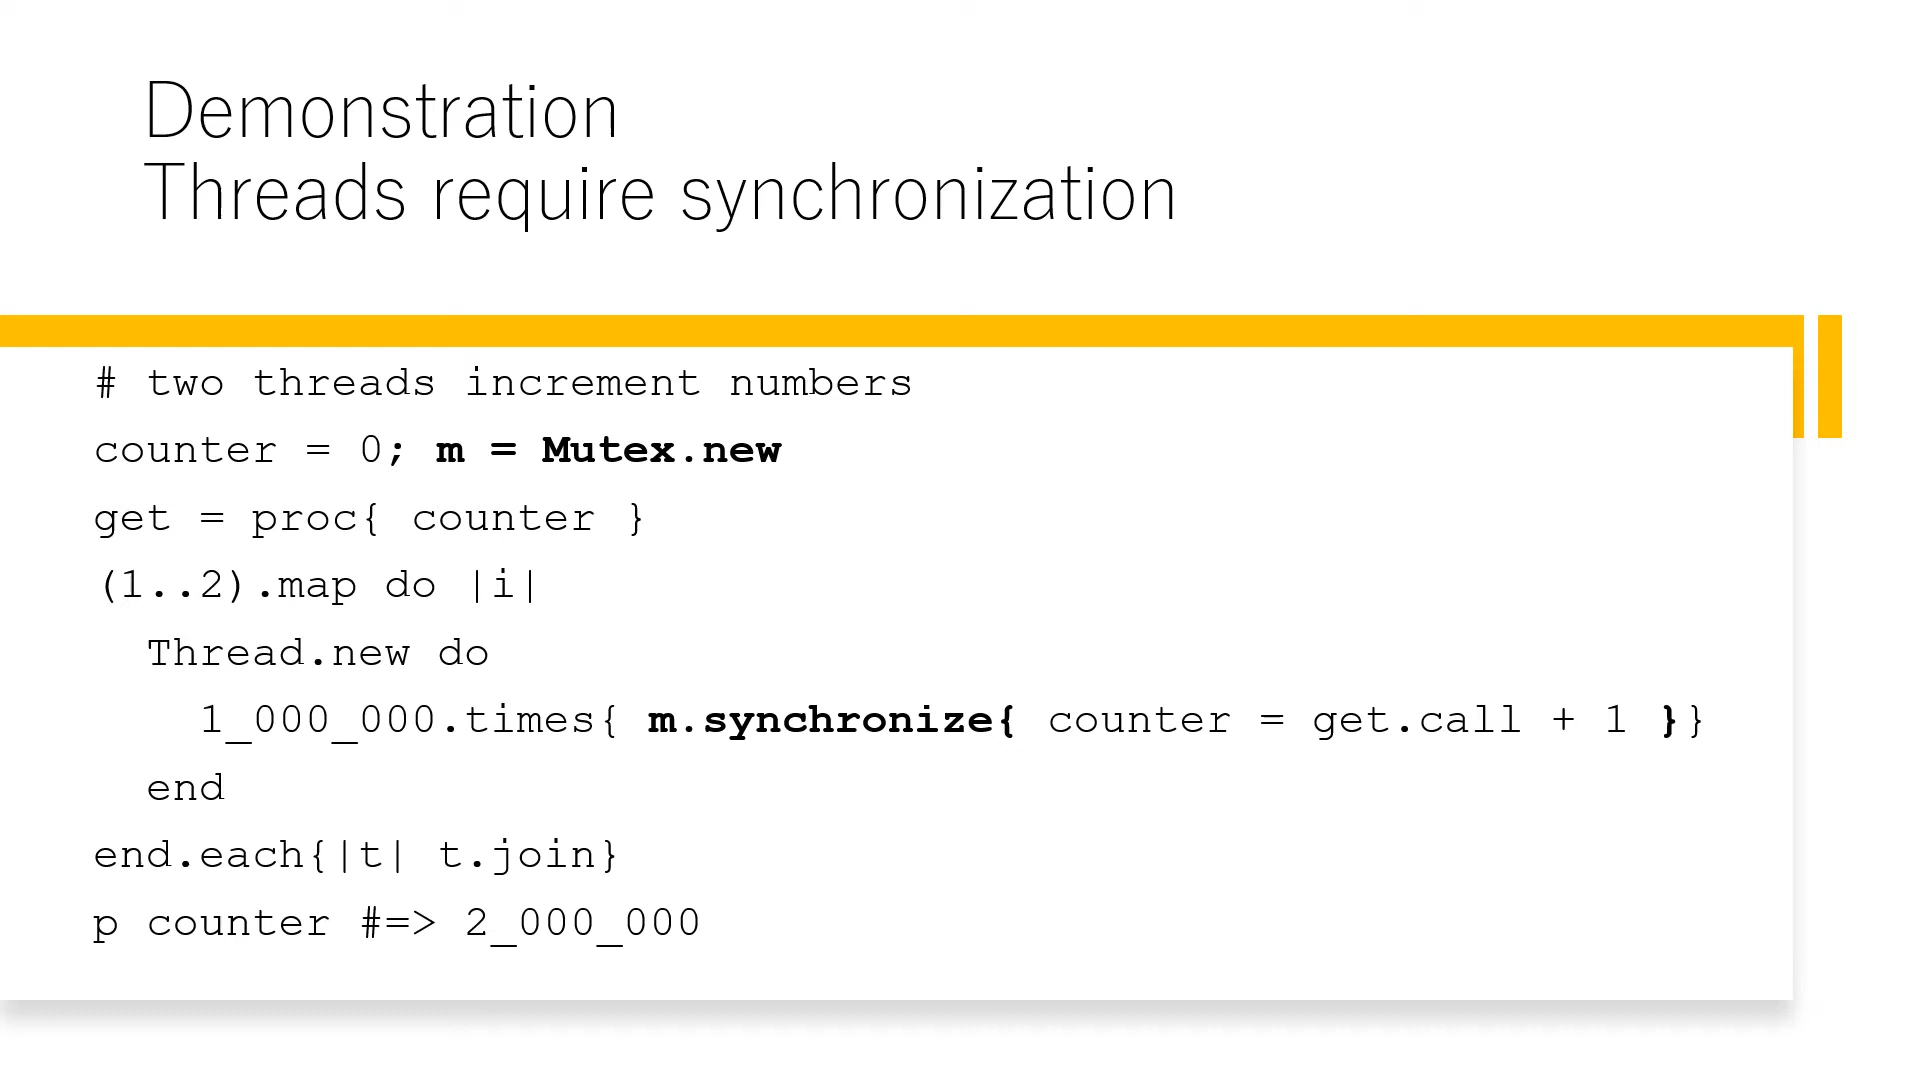 Demonstration
Threads require synchronization
# two threads increment numbers
counter = 0; m = Mutex.new
get = proc{ counter }
(1..2).map do |i|
  Thread.new do
    1_000_000.times{ m.synchronize{ counter = get.call + 1 }}
  end
end.each{|t| t.join}
p counter #=> 2_000_000